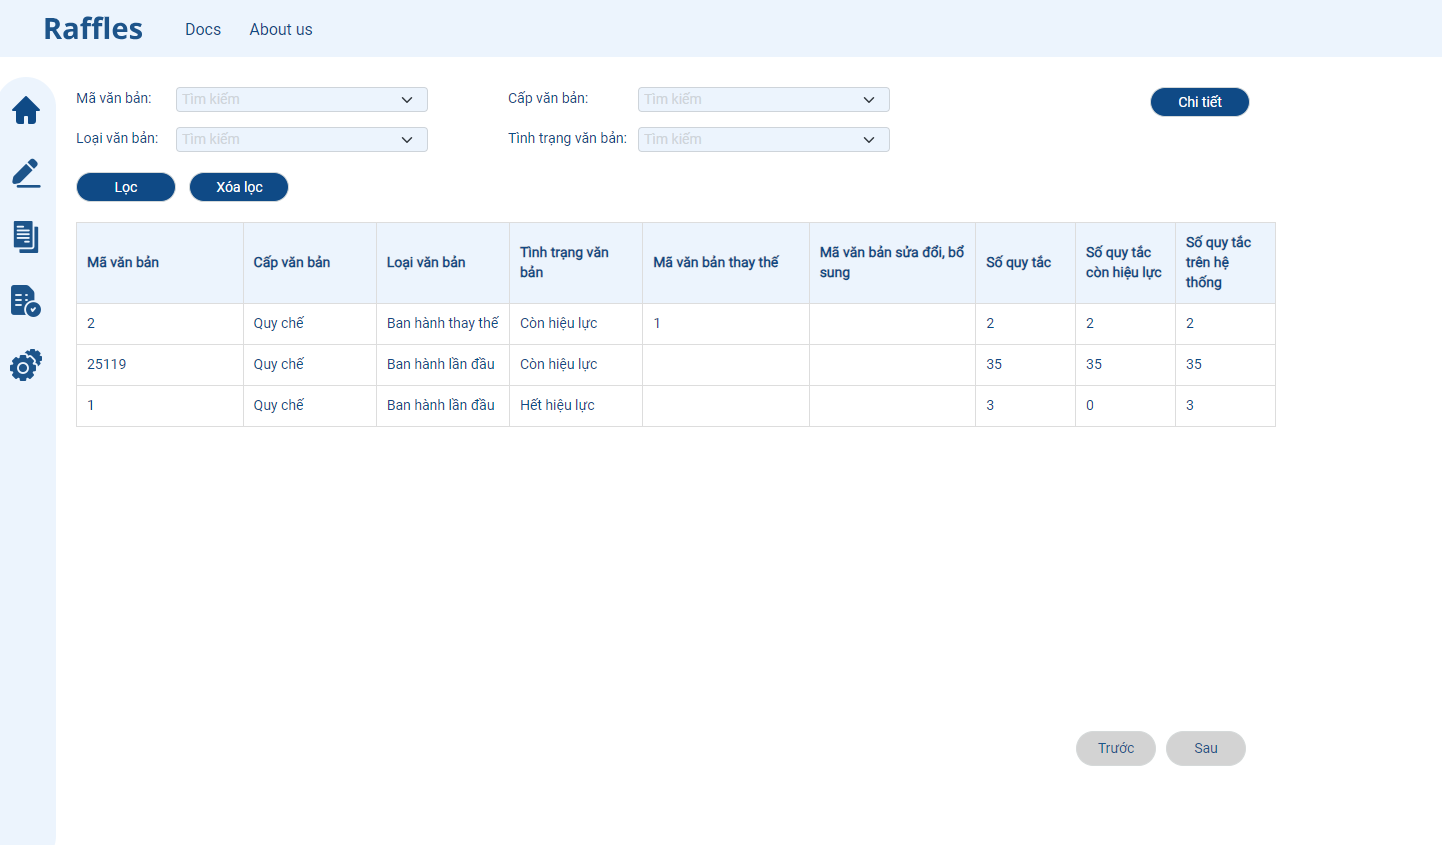 Raffles Docs About us
Mã văn bản: Tìm kiếm Cấp văn bản: Tìm kiếm Chi tiết
Loại văn bản: Tìm kiếm Tình trạng văn bản: Tìm kiếm
Lọc Xóa lọc
Mã văn bản
Cấp văn bản
Loại văn bản
Tình trạng văn
bản
Mã văn bản thay thế
Mã văn bản sửa đổi, bổ
sung
Số quy tắc
Số quy tắc
còn hiệu lực
Số quy tắc
trên hệ
thống
2 Quy chế Ban hành thay thế Còn hiệu lực 1 2 2 2
25119 Quy chế Ban hành lần đầu Còn hiệu lực 35 35 35
1 Quy chế Ban hành lần đầu Hết hiệu lực 3 0 3
Trước Sau